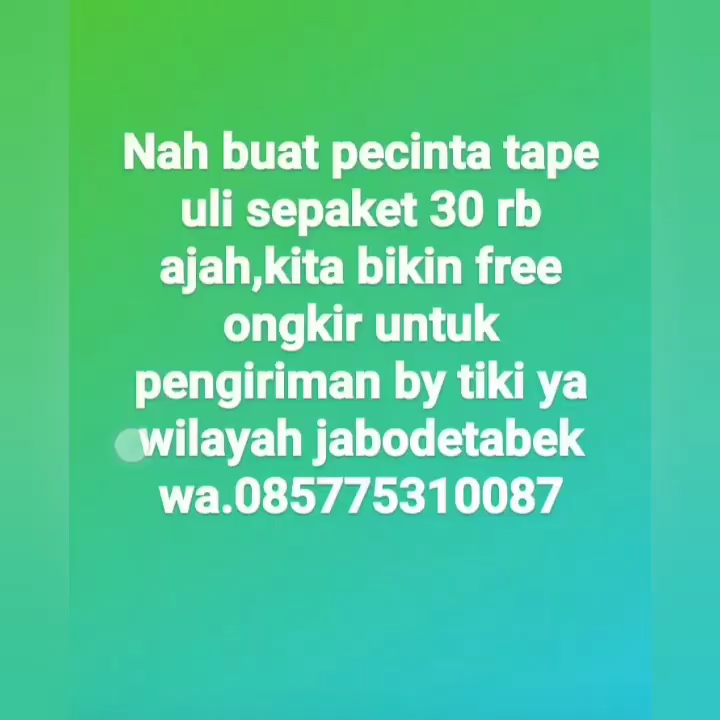 Nah buat pecinta tape
uli sepaket 30 rb
ajah,kita bikin free
ongkir untuk
pengiriman by tiki ya
wilayah jabodetabek
wa.085775310087